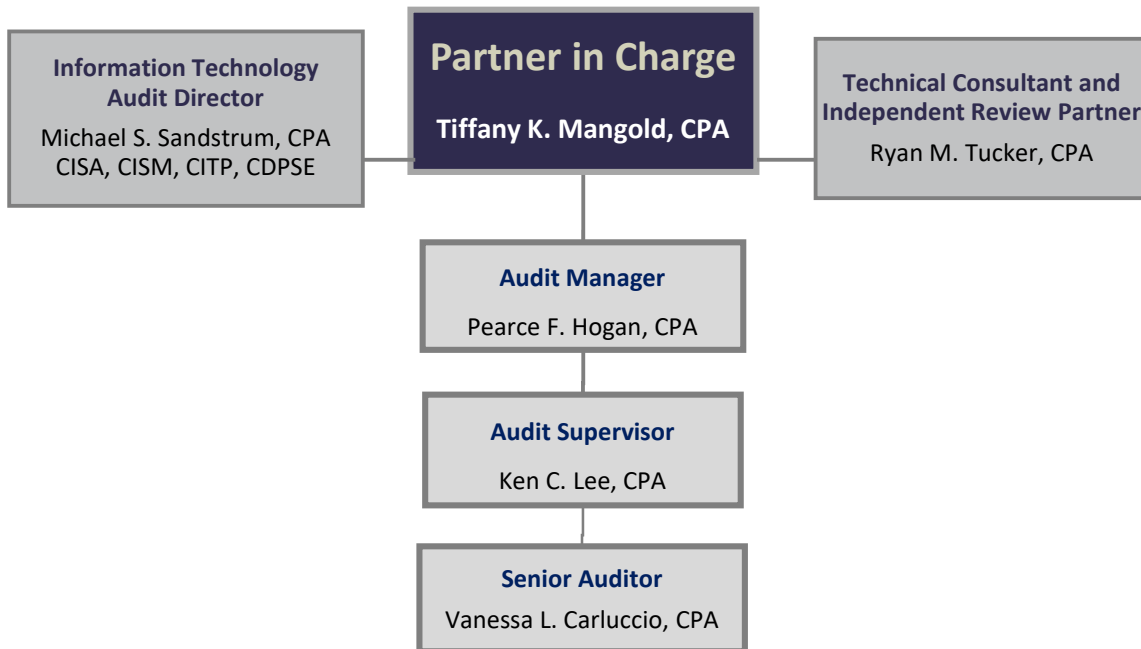 Information Technology
Audit Director
Michael S. Sandstrum, CPA
CISA, CISM, CITP, CDPSE
Partner in Charge
Tiffany K. Mangold, CPA
Technical Consultant and
Independent Review Partner
Ryan M. Tucker, CPA
Audit Manager
Pearce F. Hogan, CPA
Audit Supervisor
Ken C. Lee, CPA
Senior Auditor
Vanessa L. Carluccio, CPA